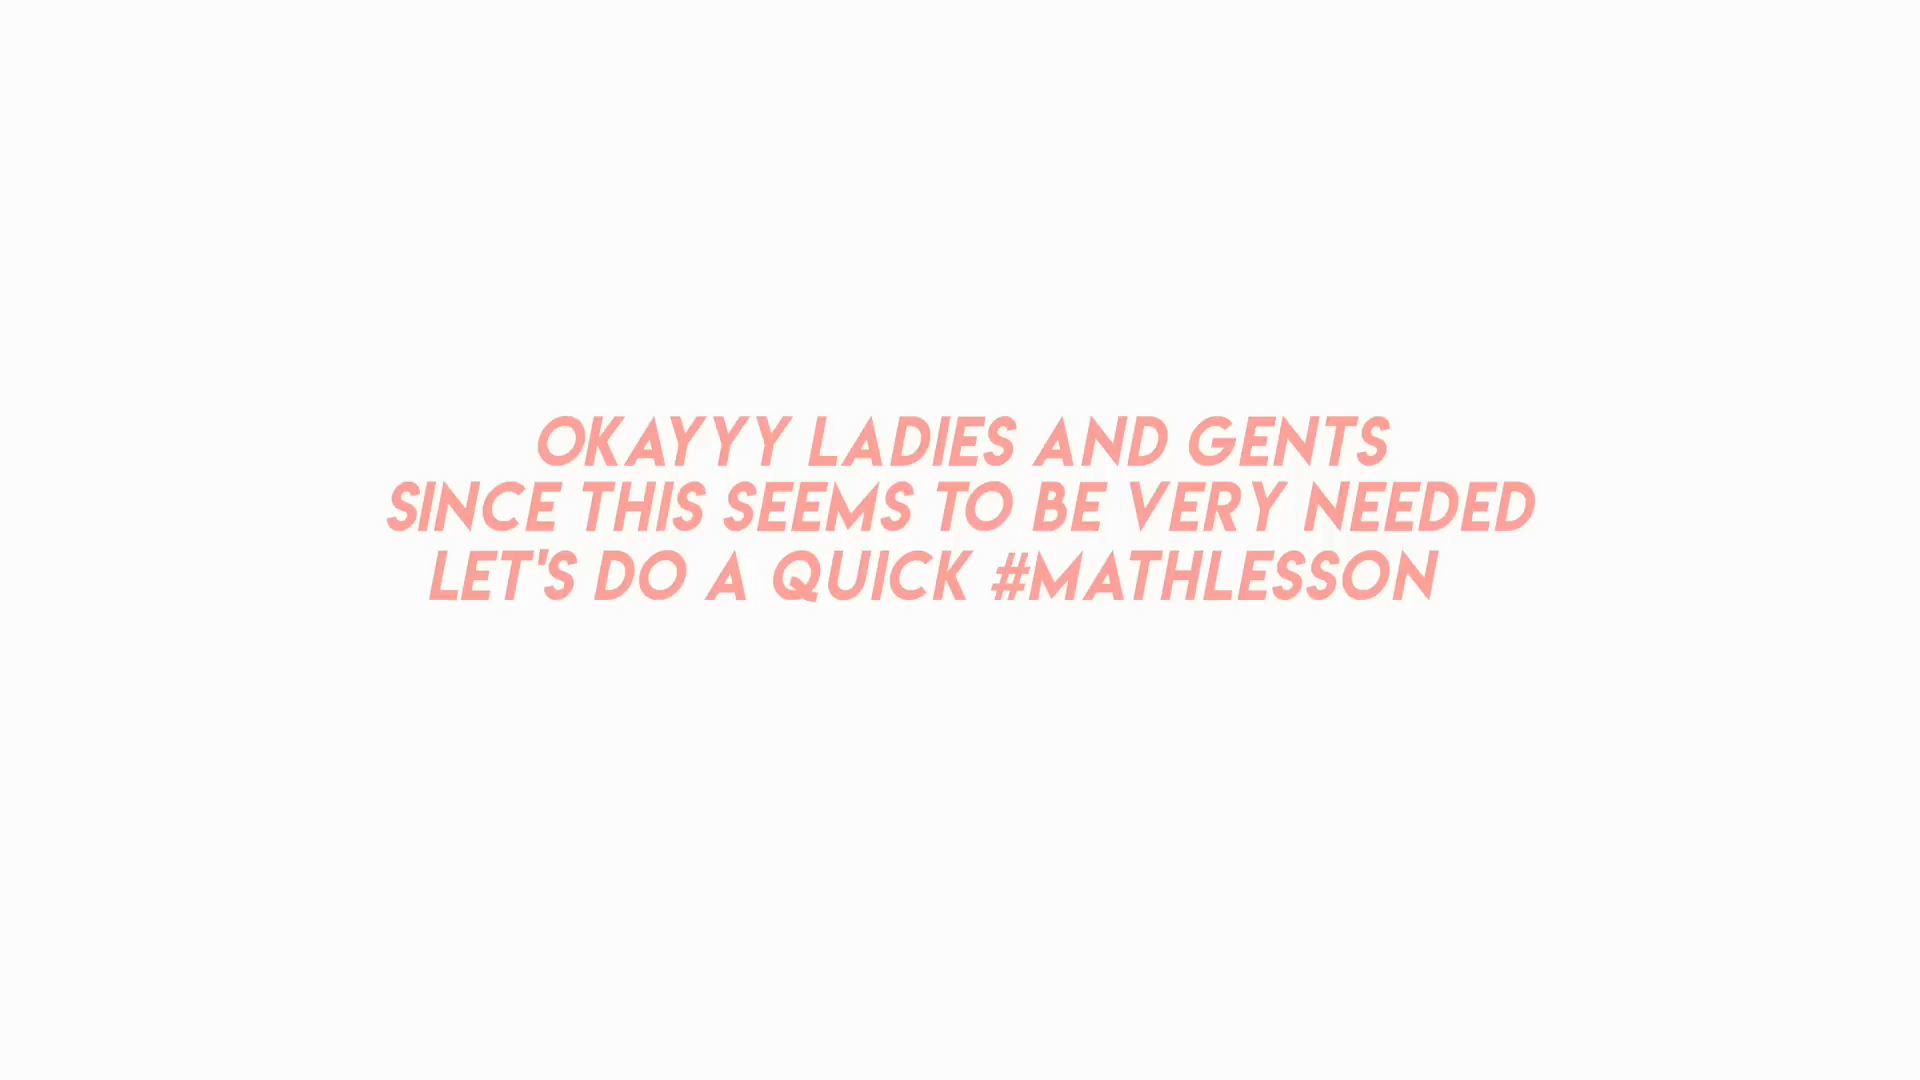 OKAYYY LADIES AND GENTS
SINCE THIS SEEMS TO BE VERY NEEDED
LET'S DO A QUICK #MATHLESSON